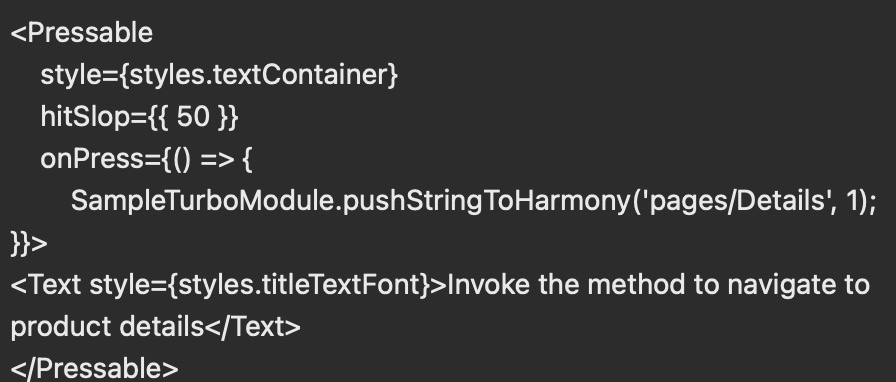 <Pressable
style={styles.textContainer}
hitSlop={{ 50 }}
onPress={() => {
SampleTurboModule.pushStringToHarmony('pages/Details', 1);
}}>
<Text style={styles.titleTextFont}>Invoke the method to navigate to
product details</Text>
</Pressable>